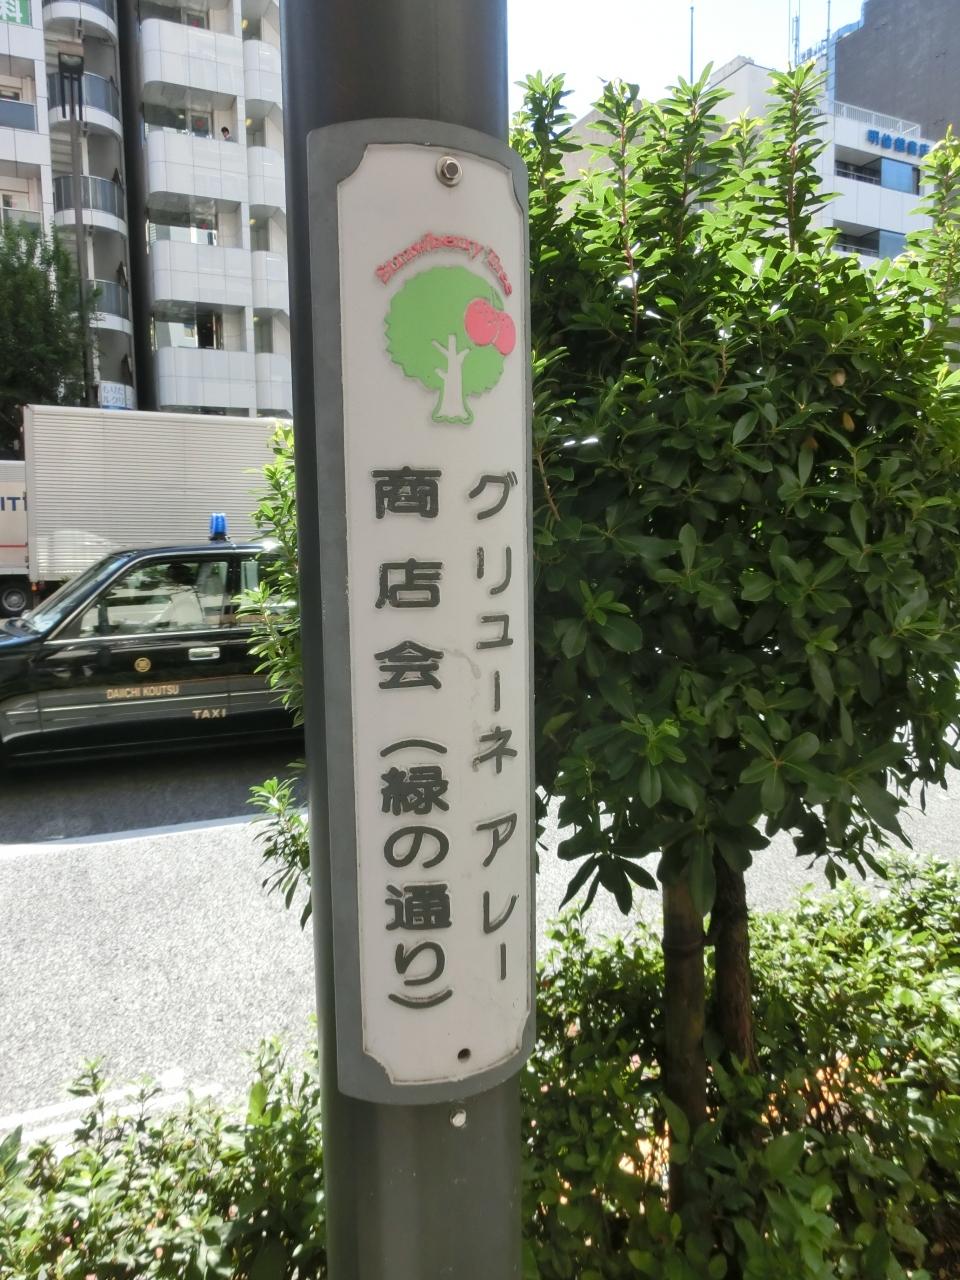 Strawberry Tree
グリューネ アレー
商店会(緑の通り)
DAIICHI KOUTSU
TAXI